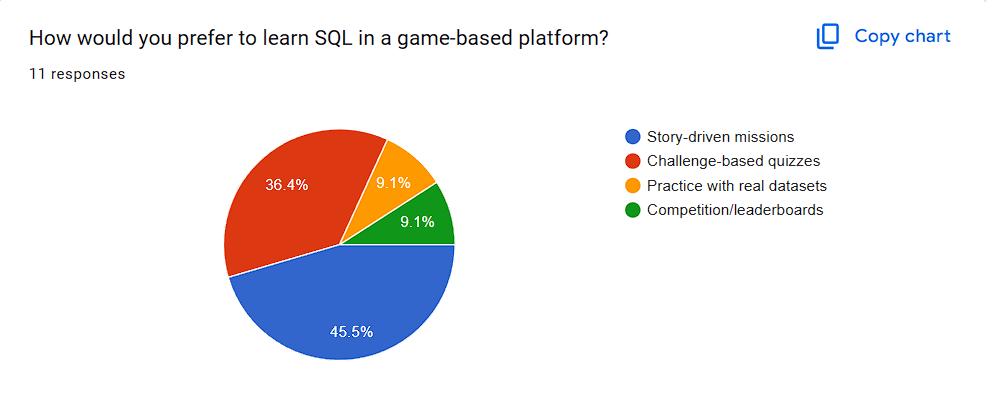 How would you prefer to learn SQL in a game-based platform?
Copy chart
11 responses
Story-driven missions
Challenge-based quizzes
Practice with real datasets
Competition/leaderboards
36.4%
9.1%
9.1%
45.5%